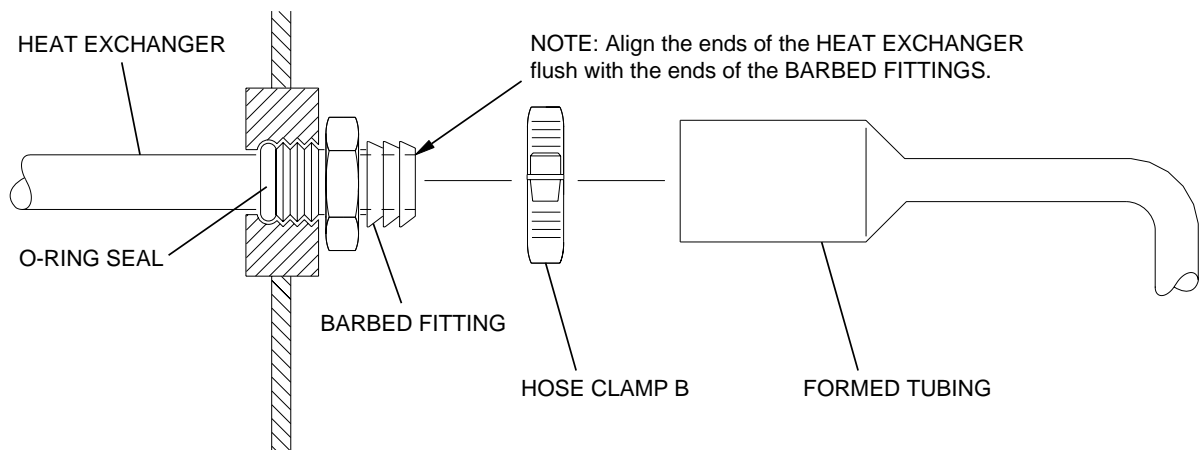 HEAT EXCHANGER
NOTE: Align the ends of the HEAT EXCHANGER
flush with the ends of the BARBED FITTINGS.
O-RING SEAL
BARBED FITTING
HOSE CLAMP B
FORMED TUBING